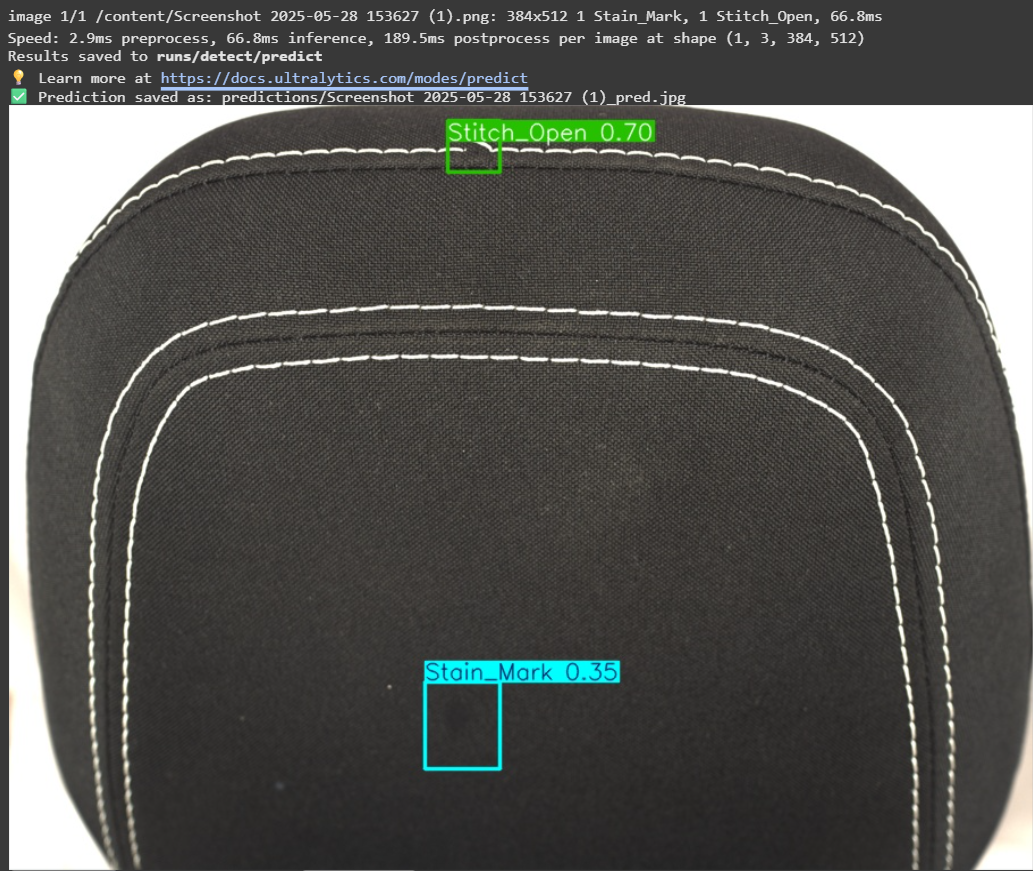 image 1/1 /content/Screenshot 2025-05-28 153627 (1).png: 384x512 1 Stain_Mark, 1 Stitch_Open, 66.8ms
Speed: 2.9ms preprocess, 66.8ms inference, 189.5ms postprocess per image at shape (1, 3, 384, 512)
Results saved to runs/detect/predict
💡 Learn more at https://docs.ultralytics.com/modes/predict
✅ Prediction saved as: predictions/Screenshot 2025-05-28 153627 (1)_pred.jpg
Stitch_Open 0.70
Stain_Mark 0.35